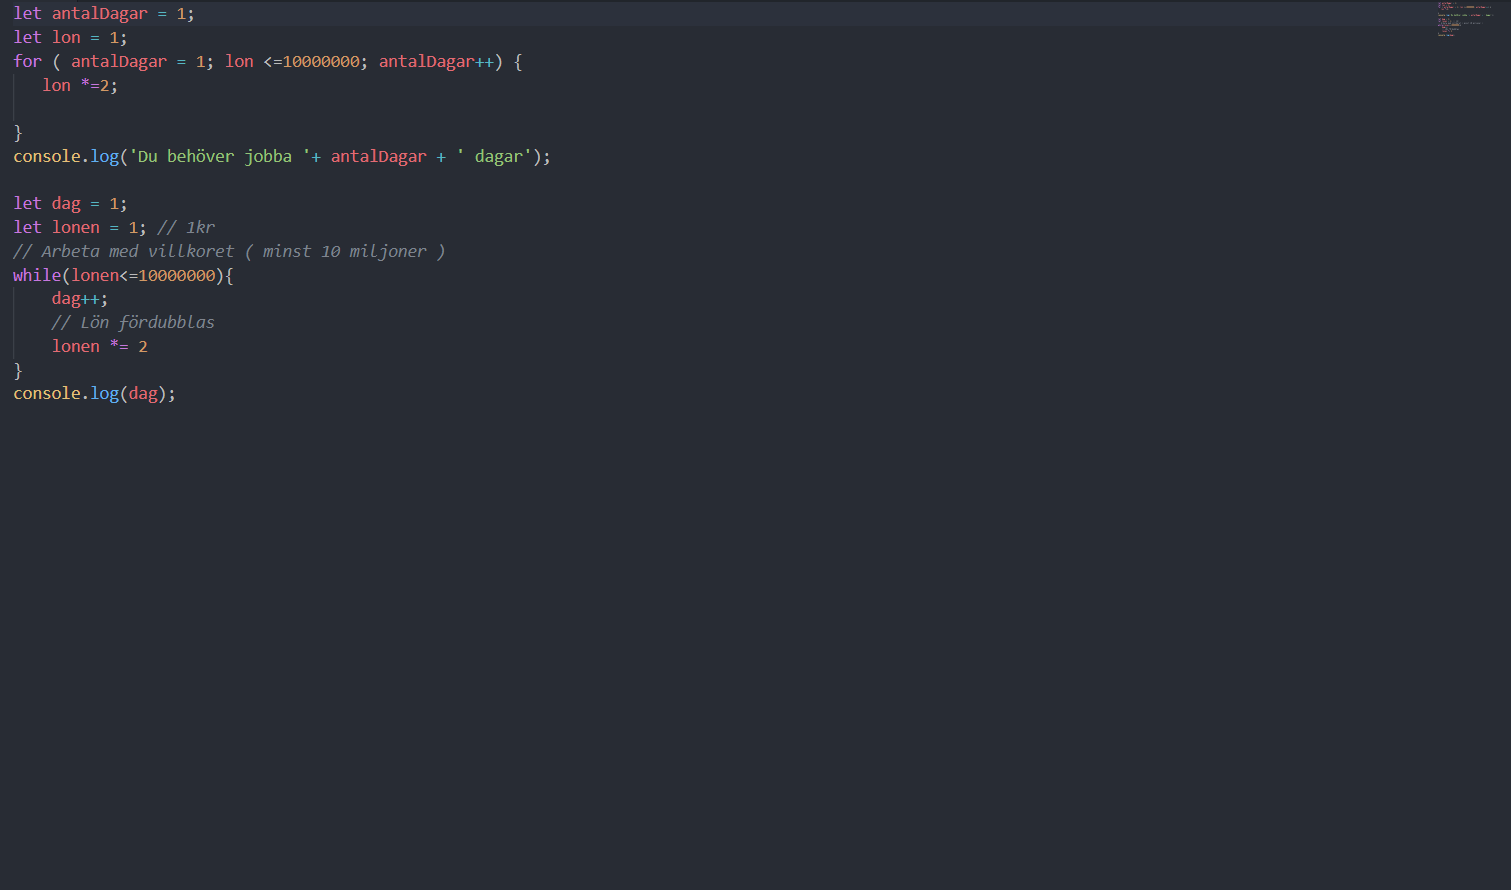 let antalDagar = 1;
let lon = 1;
for ( antalDagar = 1; lon <=10000000; antalDagar++) {
lon *=2;
}
console.log('Du behöver jobba '+ antalDagar + ' dagar');
let dag = 1;
let lonen = 1; // 1kr
// Arbeta med villkoret ( minst 10 miljoner )
while(lonen<=10000000){
dag++;
// Lön fördubblas
lonen *= 2
}
console.log(dag);